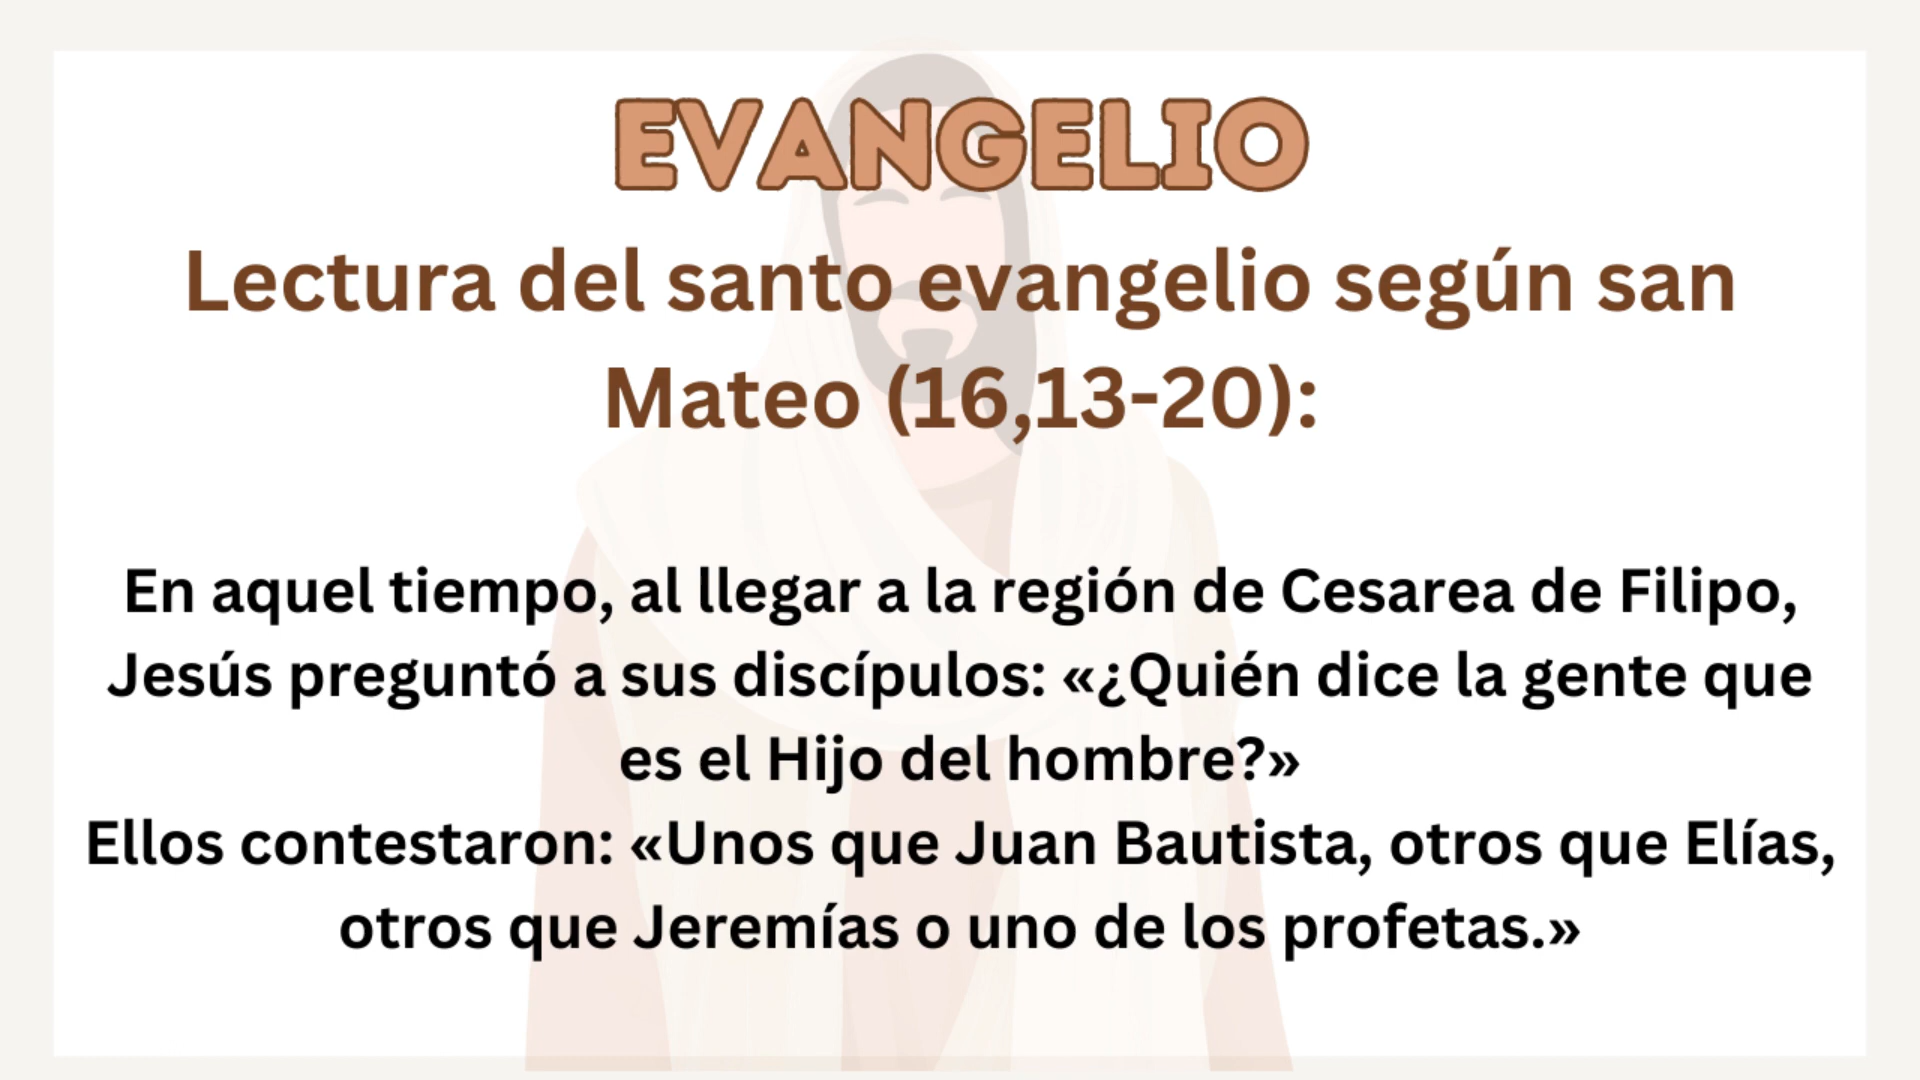 EVANGELIO
Lectura del santo evangelio según san
Mateo (16,13-20):
En aquel tiempo, al llegar a la región de Cesarea de Filipo,
Jesús preguntó a sus discípulos: «¿Quién dice la gente que
es el Hijo del hombre?»
Ellos contestaron: «Unos que Juan Bautista, otros que Elías,
otros que Jeremías o uno de los profetas.»